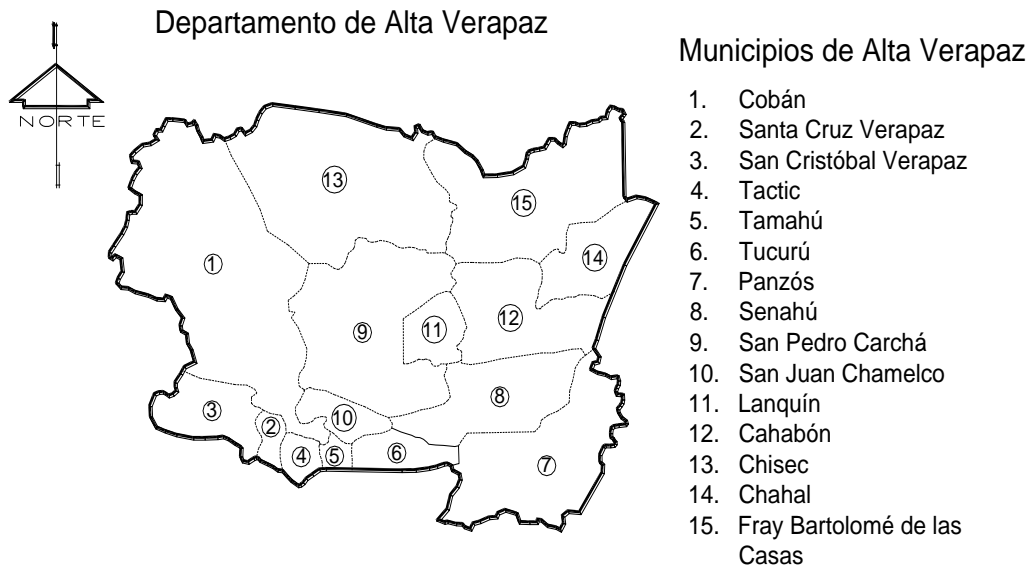 Departamento de Alta Verapaz
NORTE
Municipios de Alta Verapaz
1. Cobán
2. Santa Cruz Verapaz
3. San Cristóbal Verapaz
4. Tactic
5. Tamahú
6. Tucurú
7. Panzós
8. Senahú
9. San Pedro Carchá
10. San Juan Chamelco
11. Lanquín
12. Cahabón
13. Chisec
14. Chahal
15. Fray Bartolomé de las
Casas
13
15
14
1
12
11
9
8
3
10
2
4
5
6
7